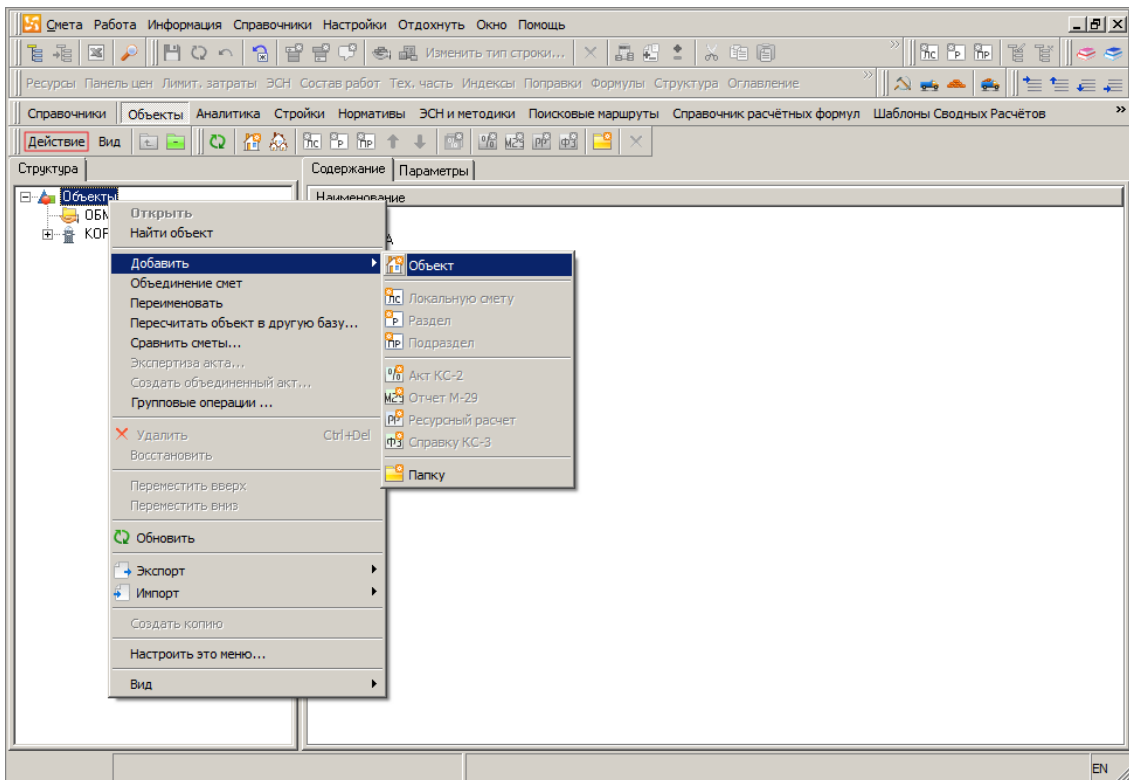 Смета Работа Информация Справочники Настройки Отдохнуть Окно Помощь
Изменить тип строки...
Ресурсы Панель цен Лимит. затраты ЭСН Состав работ Тех. часть Индексы Поправки Формулы Структура Оглавление
Справочники Объекты Аналитика Стройки Нормативы ЭСН и методики Поисковые маршруты Справочник расчётных формул Шаблоны Сводных Расчётов
Действие Вид
Структура Содержание Параметры
Объекты Наименование
Открыть
Найти объект
Добавить
Объединение смет
Переименовать
Пересчитать объект в другую базу...
Сравнить сметы...
Экспертиза акта...
Создать объединенный акт...
Групповые операции ...
Удалить Ctrl+Del
Восстановить
Переместить вверх
Переместить вниз
Обновить
Экспорт
Импорт
Создать копию
Настроить это меню...
Вид
Объект
Локальную смету
Раздел
Подраздел
Акт КС-2
Отчет М-29
Ресурсный расчет
Справку КС-3
Папку
EN